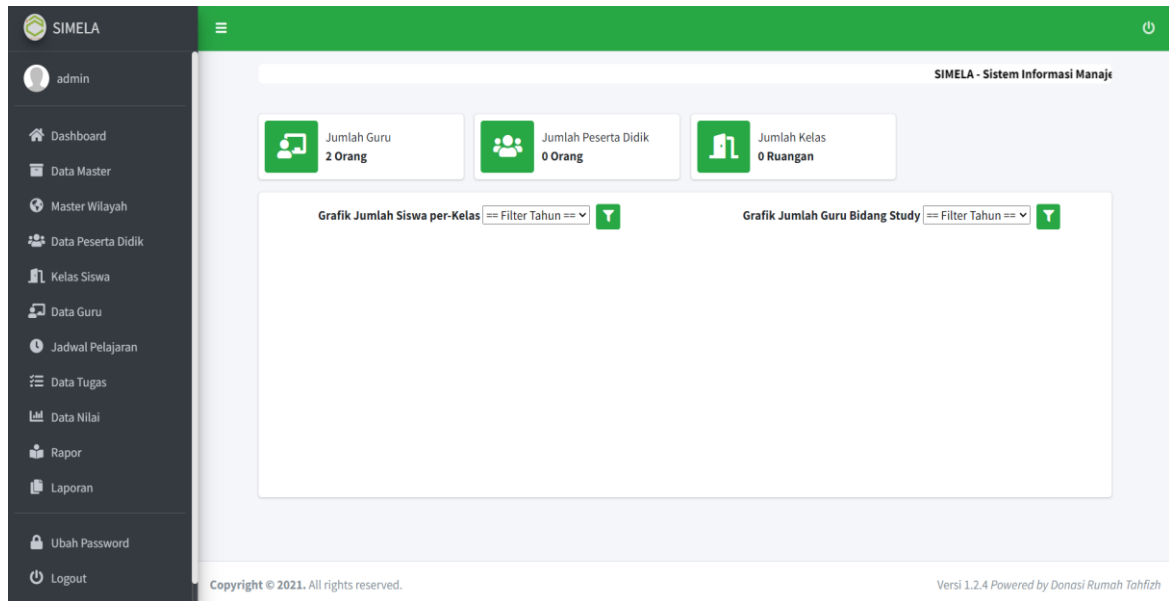 SIMELA
admin
Dashboard
Data Master
Master Wilayah
Data Peserta Didik
Kelas Siswa
Data Guru
Jadwal Pelajaran
Data Tugas
Data Nilai
Rapor
Laporan
Ubah Password
Logout
SIMELA - Sistem Informasi Manaje
Jumlah Guru
2 Orang
Jumlah Peserta Didik
0 Orang
Jumlah Kelas
0 Ruangan
Grafik Jumlah Siswa per-Kelas == Filter Tahun ==
Grafik Jumlah Guru Bidang Study == Filter Tahun ==
Copyright © 2021. All rights reserved.
Versi 1.2.4 Powered by Donasi Rumah Tahfizh